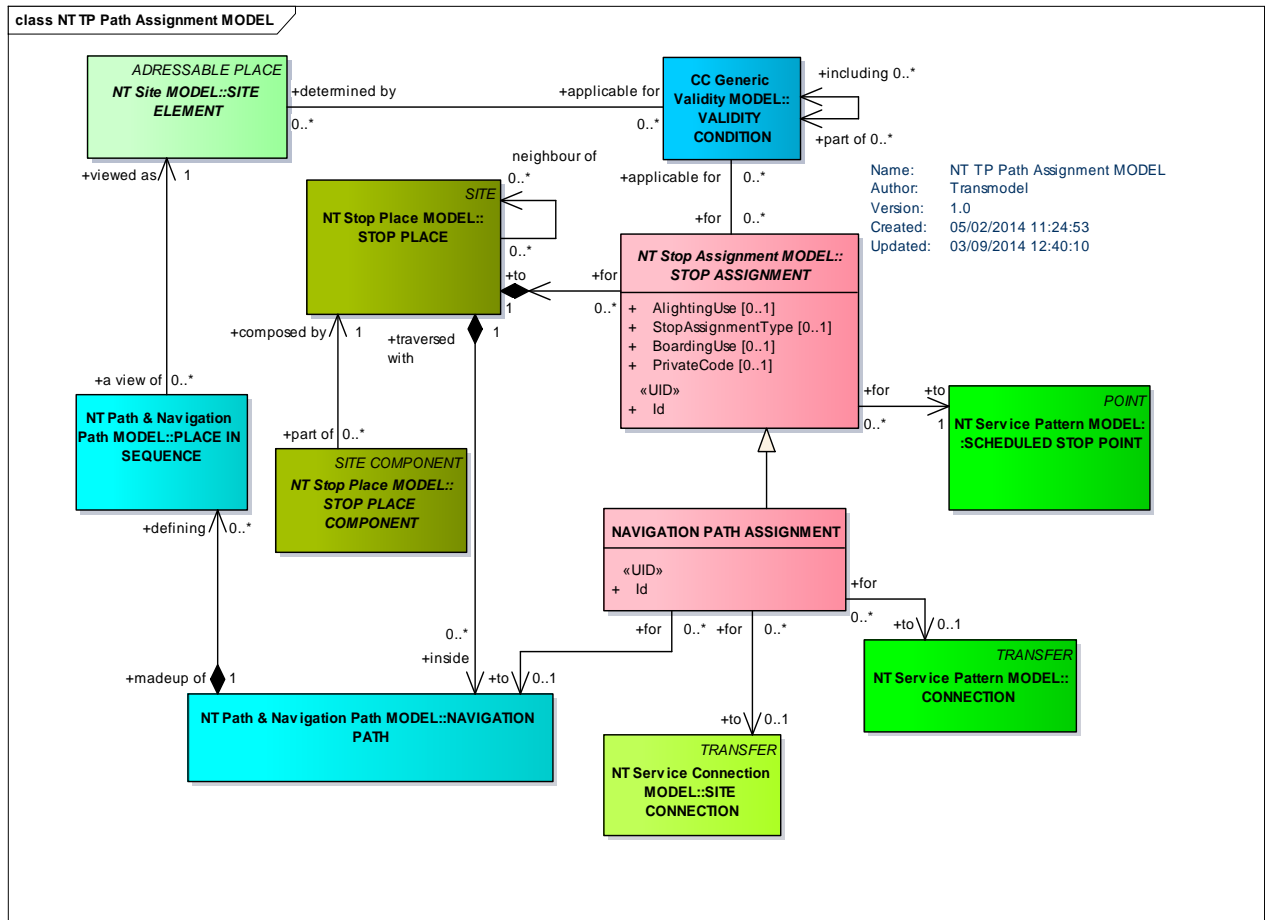 class NT TP Path Assignment MODEL
ADRESSABLE PLACE
NT Site MODEL::SITE
ELEMENT
+determined by
0..*
+applicable for
0..*
CC Generic
Validity MODEL::
VALIDITY
CONDITION
+including 0..*
+part of 0..*
Name: NT TP Path Assignment MODEL
Author: Transmodel
Version: 1.0
Created: 05/02/2014 11:24:53
Updated: 03/09/2014 12:40:10
+viewed as
1
neighbour of
0..*
0..*
SITE
NT Stop Place MODEL::
STOP PLACE
+applicable for
0..*
+for
0..*
NT Stop Assignment MODEL::
STOP ASSIGNMENT
+ AlightingUse [0..1]
+ StopAssignmentType [0..1]
+ BoardingUse [0..1]
+ PrivateCode [0..1]
«UID»
+ Id
+to
1
+for
0..*
+composed by
1
+traversed
with
1
+a view of
0..*
NT Path & Navigation
Path MODEL::PLACE IN
SEQUENCE
+part of
0..*
SITE COMPONENT
NT Stop Place MODEL::
STOP PLACE
COMPONENT
+for
0..*
+to
1
POINT
NT Service Pattern MODEL:
:SCHEDULED STOP POINT
+defining
0..*
NAVIGATION PATH ASSIGNMENT
«UID»
+ Id
+for
0..*
+to
0..1
TRANSFER
NT Service Pattern MODEL::
CONNECTION
+for
0..*
+for
0..*
0..*
+inside
+to
0..1
+madeup of
1
NT Path & Navigation Path MODEL::NAVIGATION
PATH
+to
0..1
TRANSFER
NT Service Connection
MODEL::SITE
CONNECTION